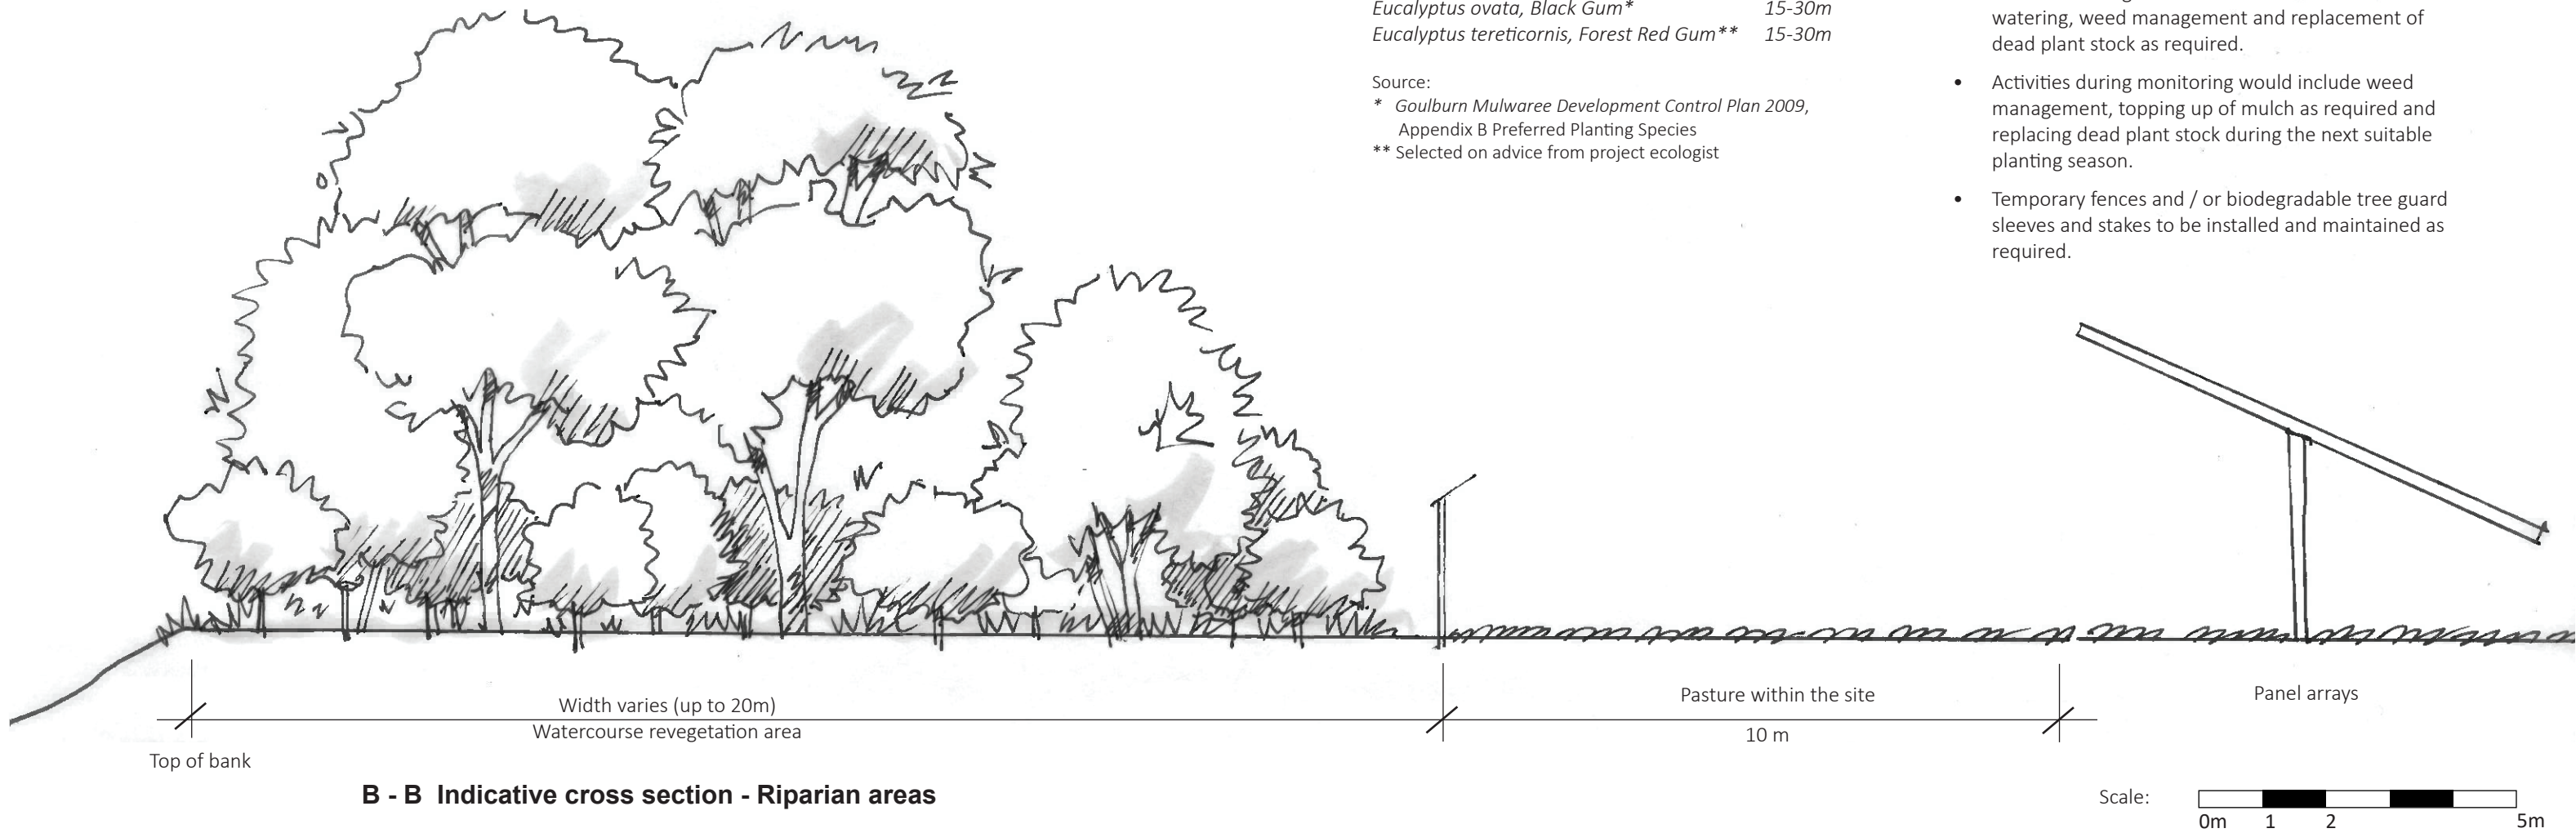 Eucalyptus ovata, Black Gum* 15-30m
Eucalyptus tereticornis, Forest Red Gum** 15-30m
Source:
* Goulburn Mulwaree Development Control Plan 2009,
Appendix B Preferred Planting Species
** Selected on advice from project ecologist
watering, weed management and replacement of
dead plant stock as required.
• Activities during monitoring would include weed
management, topping up of mulch as required and
replacing dead plant stock during the next suitable
planting season.
• Temporary fences and / or biodegradable tree guard
sleeves and stakes to be installed and maintained as
required.
Width varies (up to 20m)
Watercourse revegetation area
Pasture within the site
10 m
Panel arrays
Top of bank
B - B Indicative cross section - Riparian areas
Scale:
0m 1 2 5m